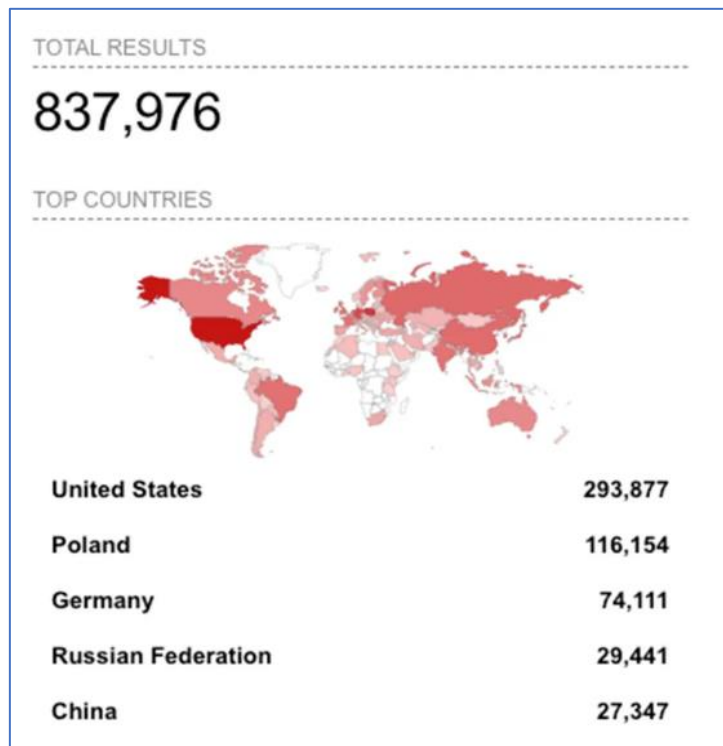 TOTAL RESULTS
837,976
TOP COUNTRIES
United States 293,877
Poland 116,154
Germany 74,111
Russian Federation 29,441
China 27,347